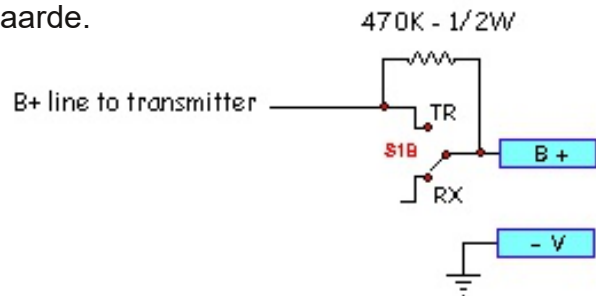 aarde.
470K - 1/2W
B+ line to transmitter
TR
S1B
B +
RX
- V